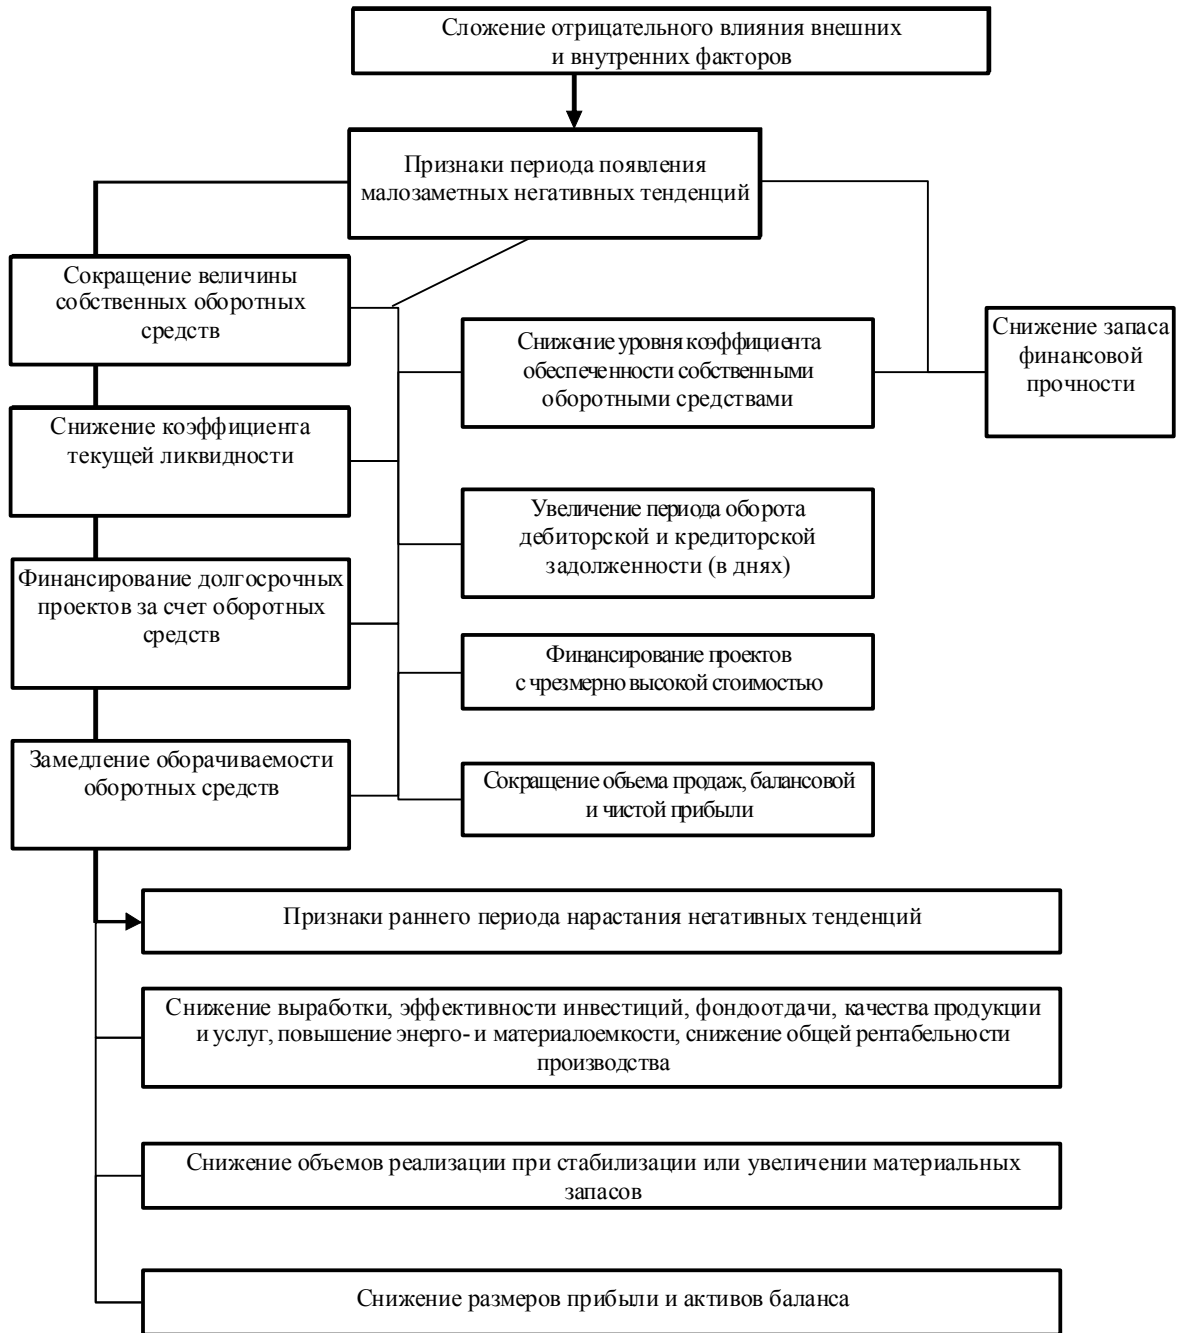 Сложение отрицательного влияния внешних
и внутренних факторов
Признаки периода появления
малозаметных негативных тенденций
Сокращение величины
собственных оборотных
средств
Снижение коэффициента
текущей ликвидности
Финансирование долгосрочных
проектов за счет оборотных
средств
Замедление оборачиваемости
оборотных средств
Снижение уровня коэффициента
обеспеченности собственными
оборотными средствами
Увеличение периода оборота
дебиторской и кредиторской
задолженности (в днях)
Финансирование проектов
с чрезмерно высокой стоимостью
Сокращение объема продаж, балансовой
и чистой прибыли
Снижение запаса
финансовой
прочности
Признаки раннего периода нарастания негативных тенденций
Снижение выработки, эффективности инвестиций, фондоотдачи, качества продукции
и услуг, повышение энерго- и материалоемкости, снижение общей рентабельности
производства
Снижение объемов реализации при стабилизации или увеличении материальных
запасов
Снижение размеров прибыли и активов баланса